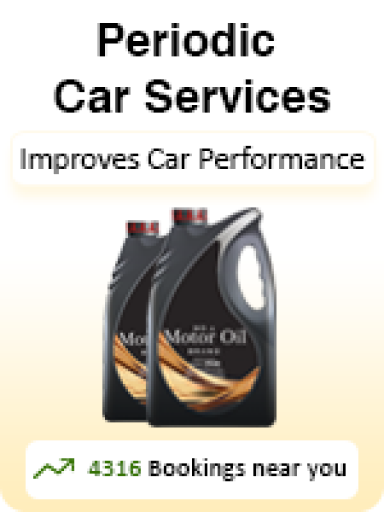 Periodic
Car Services
Improves Car Performance
Motor Oil
Motor Oil
4316 Bookings near you